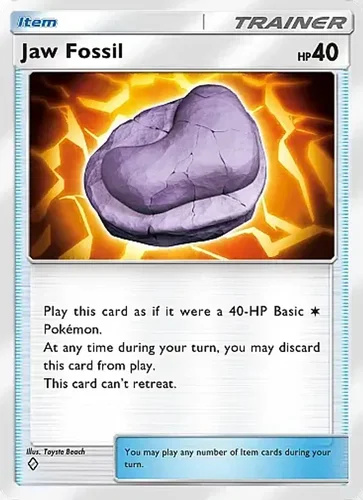 Item TRAINER
Jaw Fossil HP40
Play this card as if it were a 40-HP Basic ✶
Pokémon.
At any time during your turn, you may discard
this card from play.
This card can't retreat.
Illus. Toyste Beach
You may play any number of Item cards during your
turn.